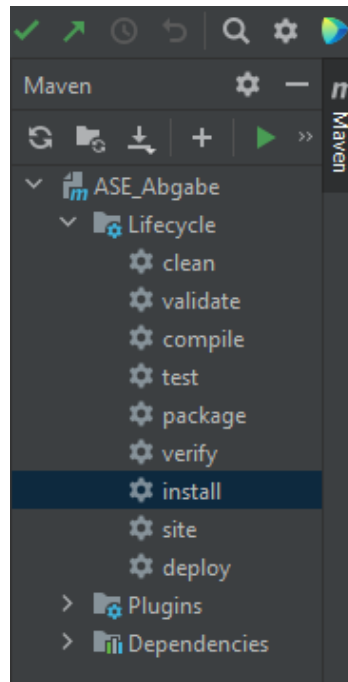 Maven
Maven
ASE_Abgabe
Lifecycle
clean
validate
compile
test
package
verify
install
site
deploy
Plugins
Dependencies